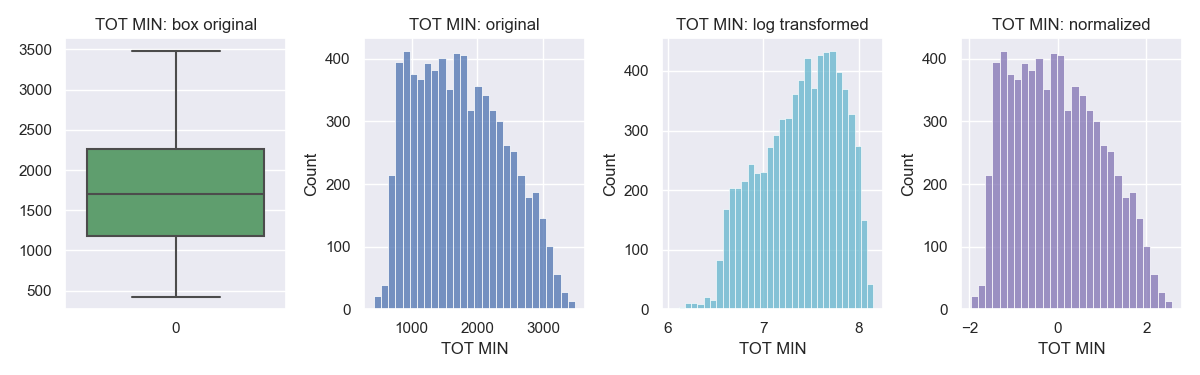 TOT MIN: box original
3500
3000
2500
2000
1500
1000
500
0
TOT MIN: original
Count
400
300
200
100
0
1000 2000 3000
TOT MIN
TOT MIN: log transformed
Count
400
300
200
100
0
6 7 8
TOT MIN
TOT MIN: normalized
Count
400
300
200
100
0
−2 0 2
TOT MIN